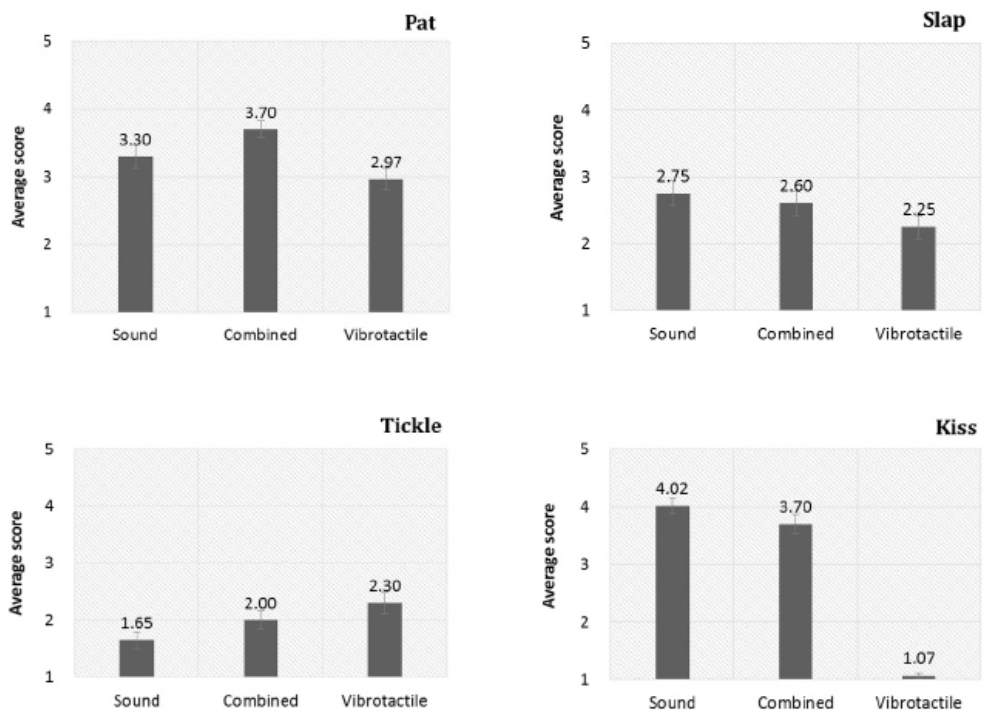 Pat
5
4
3
2
1
Average score
3.30
3.70
2.97
Sound Combined Vibrotactile
Slap
5
4
3
2
1
Average score
2.75
2.60
2.25
Sound Combined Vibrotactile
Tickle
5
4
3
2
1
Average score
1.65
2.00
2.30
Sound Combined Vibrotactile
Kiss
5
4
3
2
1
Average score
4.02
3.70
1.07
Sound Combined Vibrotactile